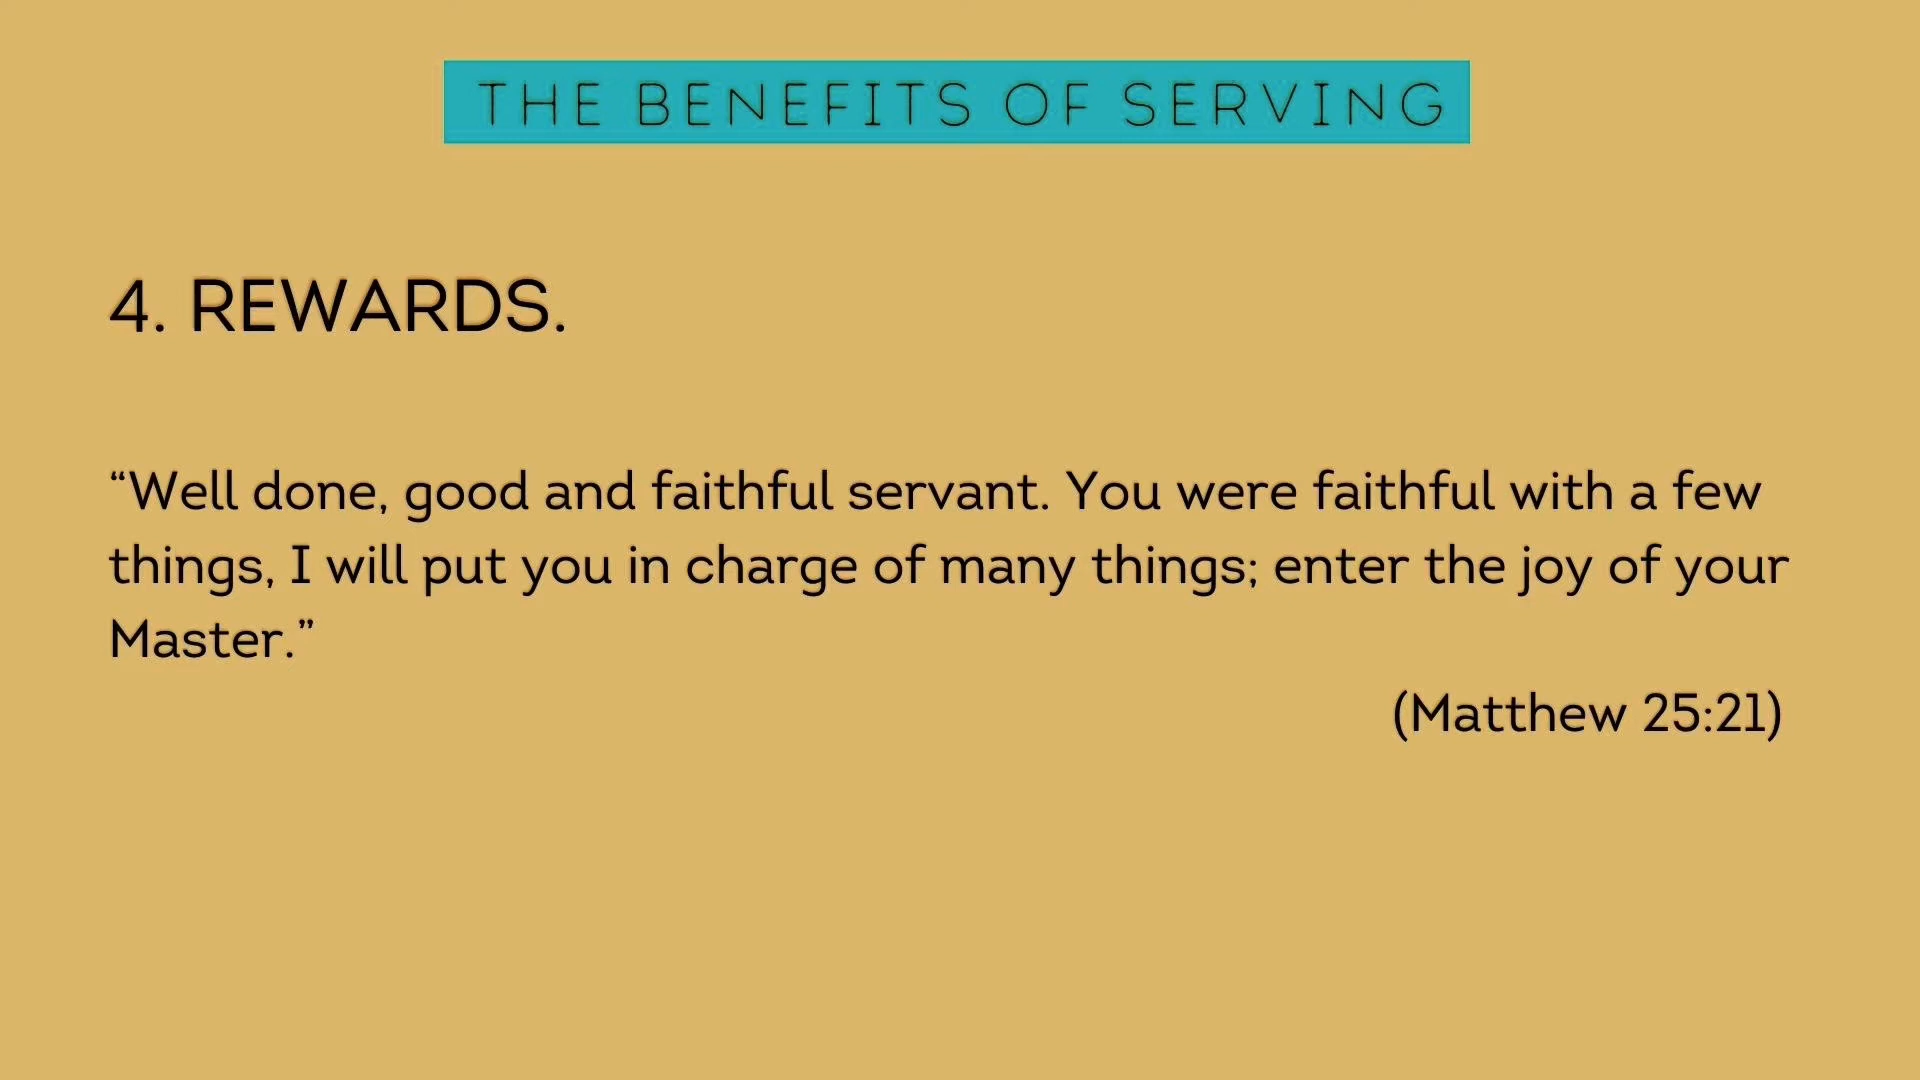 THE BENEFITS OF SERVING
4. REWARDS.
“Well done, good and faithful servant. You were faithful with a few
things, I will put you in charge of many things; enter the joy of your
Master.”
(Matthew 25:21)